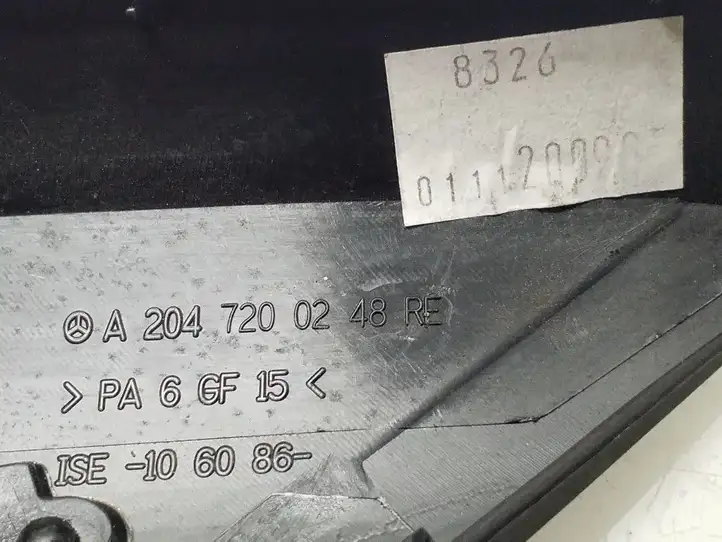 8326
A 204 720 02 48 RE
>PA 6 GF 15<
ISE -10 60 86-